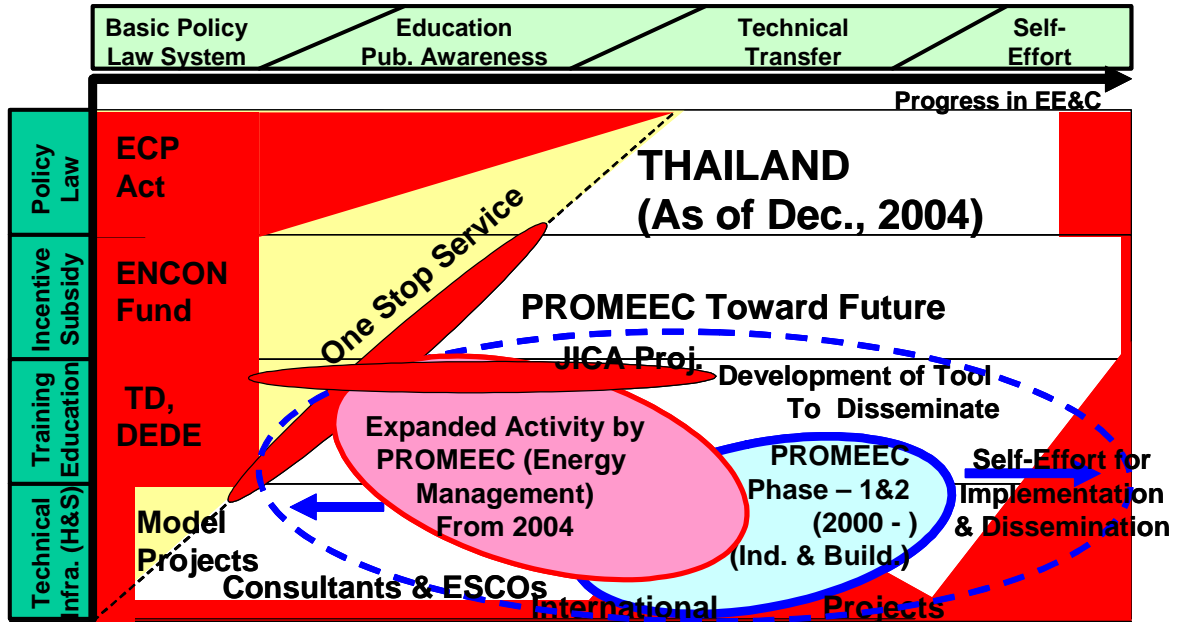 Basic Policy
Law System
Education
Pub. Awareness
Technical
Transfer
Self-
Effort
Progress in EE&C
Policy
Law
ECP
Act
THAILAND
(As of Dec., 2004)
Incentive
Subsidy
ENCON
Fund
One Stop Service
PROMEEC Toward Future
Training
Education
TD,
DEDE
JICA Proj.
Development of Tool
To Disseminate
Expanded Activity by
PROMEEC (Energy
Management)
From 2004
PROMEEC
Phase – 1&2
(2000 - )
(Ind. & Build.)
Self-Effort for
Implementation
& Dissemination
Technical
Infra. (H&S)
Model
Projects
Consultants & ESCOs
International Projects